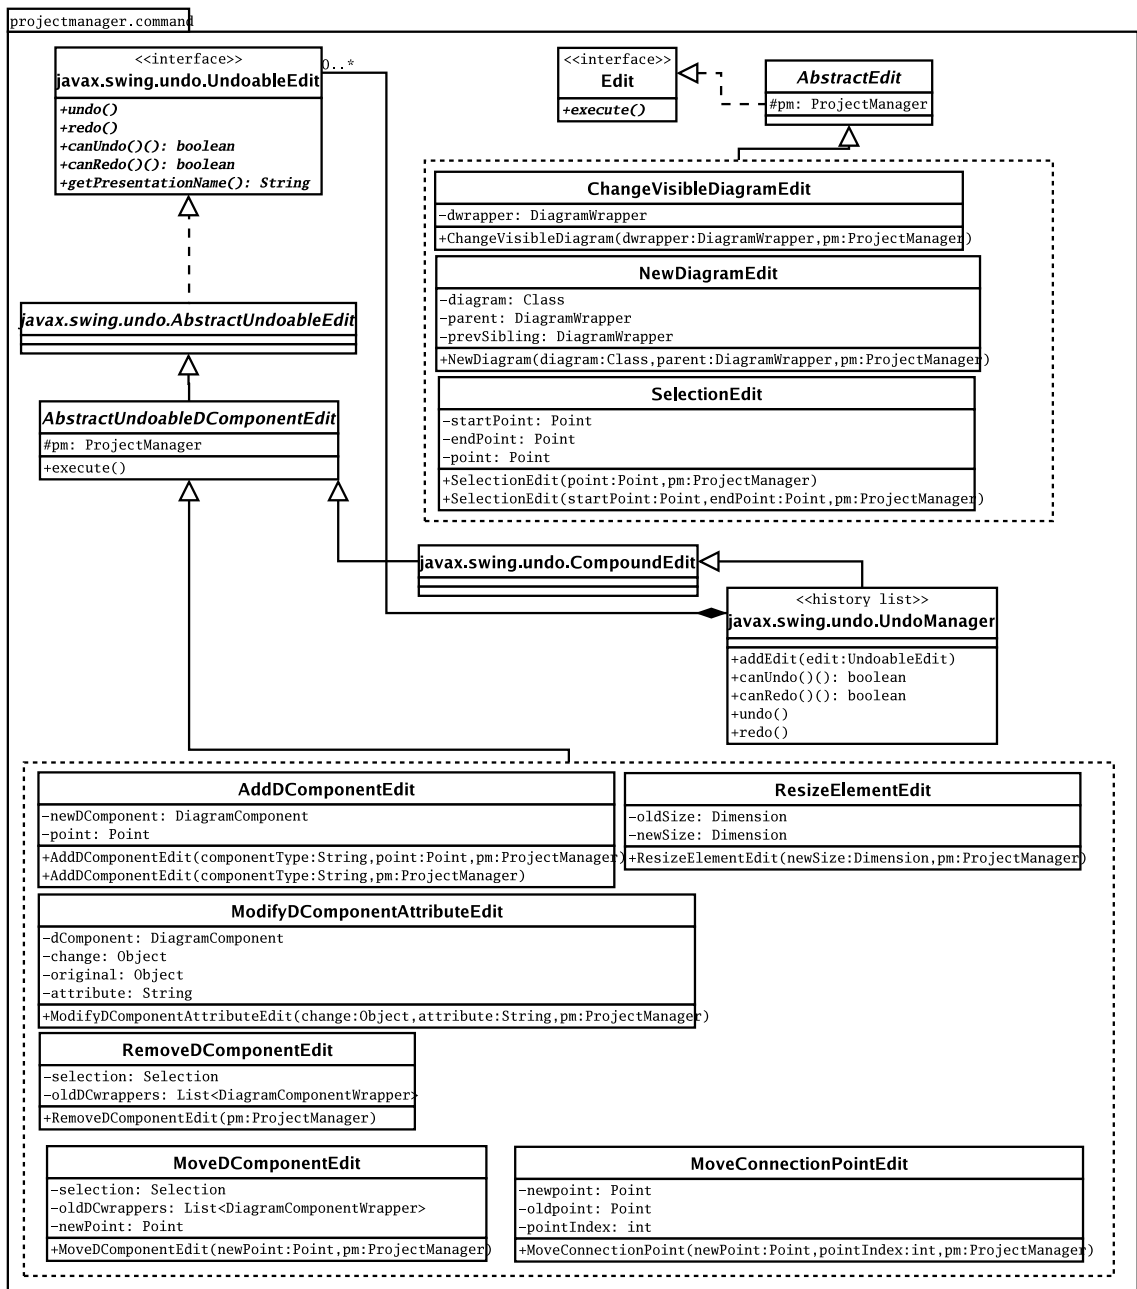 projectmanager.command
<<interface>>
javax.swing.undo.UndoableEdit
0..*
+undo()
+redo()
+canUndo()(): boolean
+canRedo()(): boolean
+getPresentationName(): String
<<interface>>
Edit
+execute()
AbstractEdit
#pm: ProjectManager
ChangeVisibleDiagramEdit
-dwrapper: DiagramWrapper
+ChangeVisibleDiagram(dwrapper:DiagramWrapper,pm:ProjectManager)
NewDiagramEdit
-diagram: Class
-parent: DiagramWrapper
-prevSibling: DiagramWrapper
+NewDiagram(diagram:Class,parent:DiagramWrapper,pm:ProjectManager)
SelectionEdit
-startPoint: Point
-endPoint: Point
-point: Point
+SelectionEdit(point:Point,pm:ProjectManager)
+SelectionEdit(startPoint:Point,endPoint:Point,pm:ProjectManager)
javax.swing.undo.AbstractUndoableEdit
AbstractUndoableDComponentEdit
#pm: ProjectManager
+execute()
javax.swing.undo.CompoundEdit
<<history list>>
javax.swing.undo.UndoManager
+addEdit(edit:UndoableEdit)
+canUndo()(): boolean
+canRedo()(): boolean
+undo()
+redo()
AddDComponentEdit
-newDComponent: DiagramComponent
-point: Point
+AddDComponentEdit(componentType:String,point:Point,pm:ProjectManager)
+AddDComponentEdit(componentType:String,pm:ProjectManager)
ResizeElementEdit
-oldSize: Dimension
-newSize: Dimension
+ResizeElementEdit(newSize:Dimension,pm:ProjectManager)
ModifyDComponentAttributeEdit
-dComponent: DiagramComponent
-change: Object
-original: Object
-attribute: String
+ModifyDComponentAttributeEdit(change:Object,attribute:String,pm:ProjectManager)
RemoveDComponentEdit
-selection: Selection
-oldDCwrappers: List<DiagramComponentWrapper>
+RemoveDComponentEdit(pm:ProjectManager)
MoveDComponentEdit
-selection: Selection
-oldDCwrappers: List<DiagramComponentWrapper>
-newPoint: Point
+MoveDComponentEdit(newPoint:Point,pm:ProjectManager)
MoveConnectionPointEdit
-newpoint: Point
-oldpoint: Point
-pointIndex: int
+MoveConnectionPoint(newPoint:Point,pointIndex:int,pm:ProjectManager)